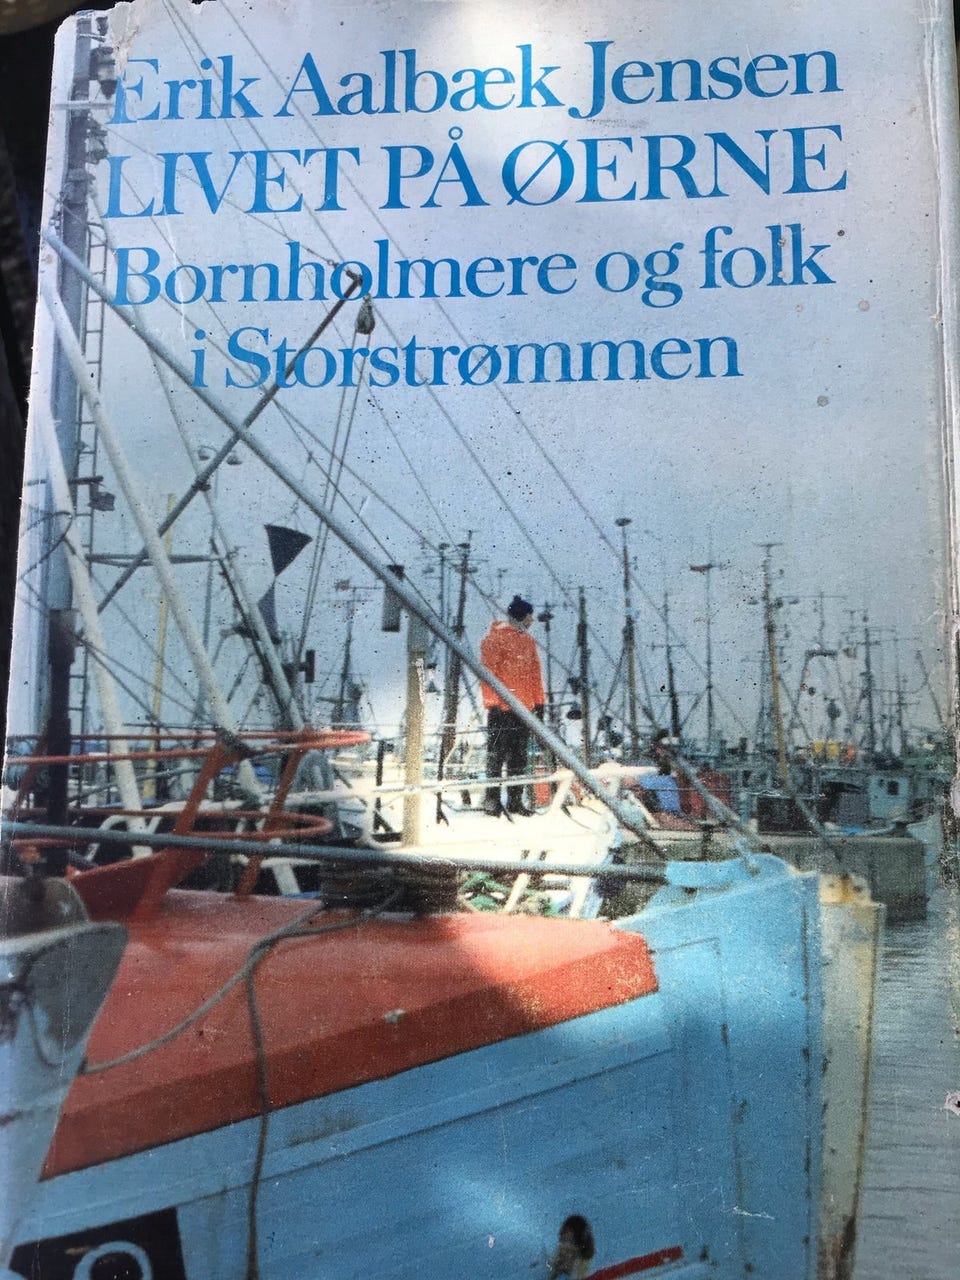 Erik Aalbæk Jensen
LIVET PÅ ØERNE
Bornholmere og folk
i Storstrømmen